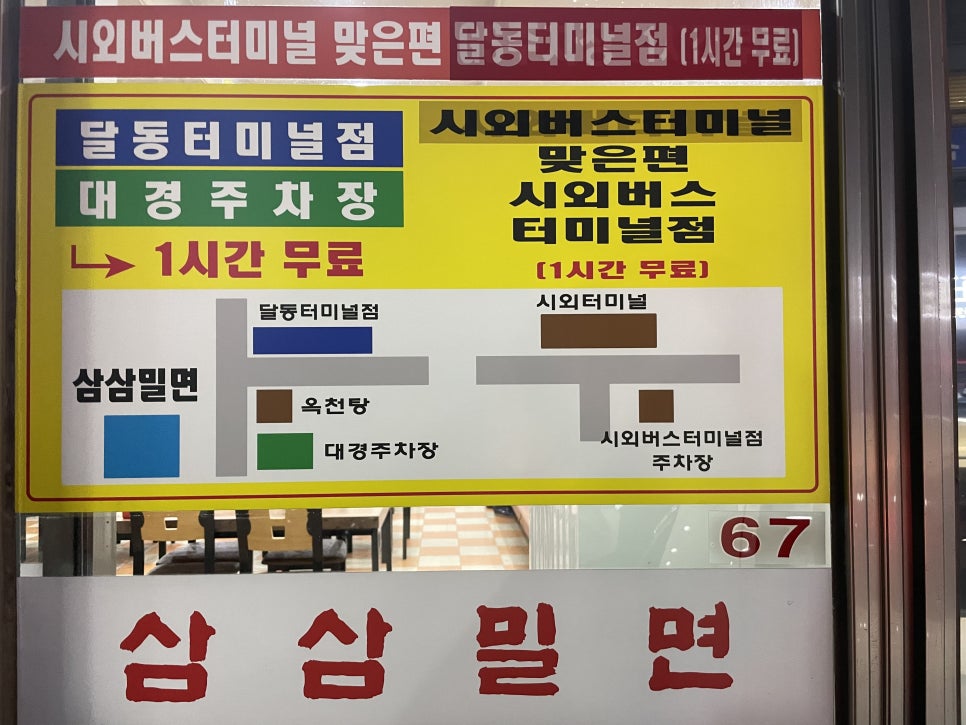 시외버스터미널 맞은편 달동터미널점 (1시간 무료)
달동터미널점
대경주차장
1시간 무료
시외버스터미널
맞은편
시외버스
터미널점
(1시간 무료)
달동터미널점
삼삼밀면
옥천탕
대경주차장
시외터미널
시외버스터미널점
주차장
67
삼삼밀면